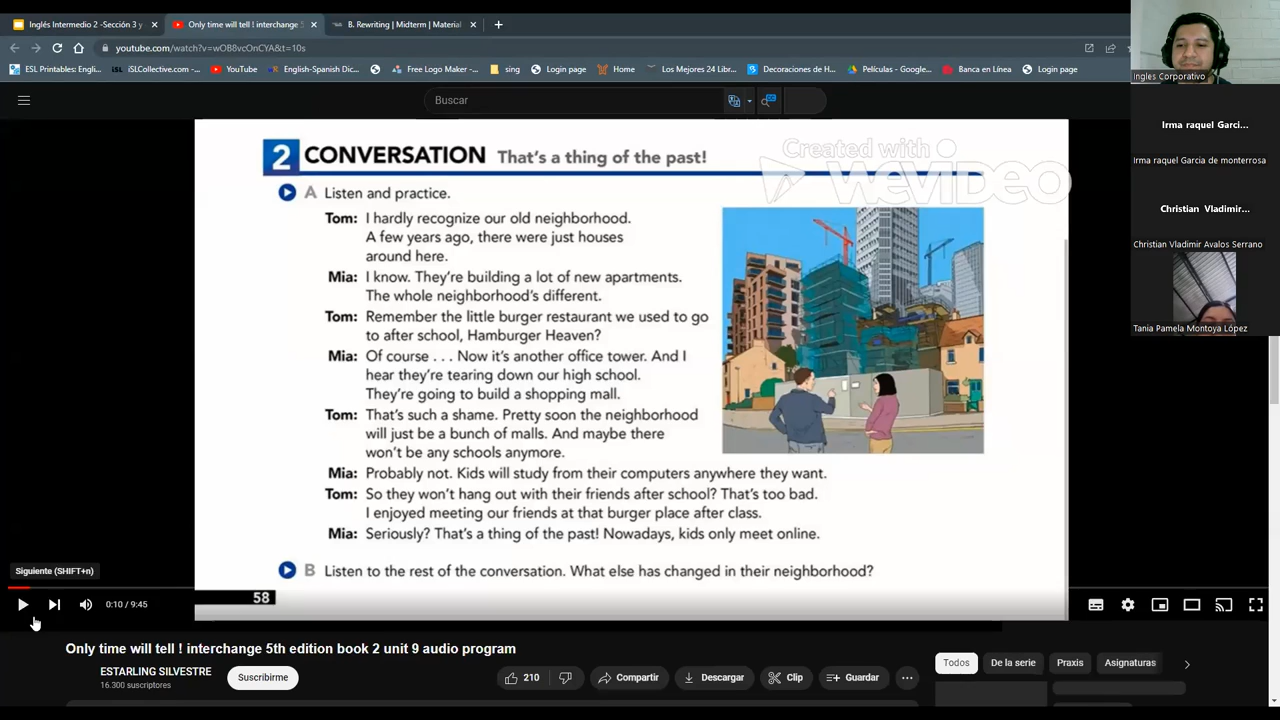 Inglés Intermedio 2 -Sección 3 y
Only time will tell ! interchange 5
B. Rewriting | Midterm | Material
youtube.com/watch?v=wOB8vcOnCYA&t=10s
ESL Printables: Engli...
iSL iSLCollective.com -...
YouTube
English-Spanish Dic...
Free Logo Maker -...
sing
Login page
Home
Los Mejores 24 Libr...
Decoraciones de H...
Películas - Google...
Banca en Línea
Login page
Buscar
Ingles Corporativo
Irma raquel Garci...
Irma raquel Garcia de monterrosa
Christian Vladimir...
Christian Vladimir Avalos Serrano
Tania Pamela Montoya López
Created with
WEVIDEO
2 CONVERSATION That's a thing of the past!
A Listen and practice.
Tom: I hardly recognize our old neighborhood.
A few years ago, there were just houses
around here.
Mia: I know. They're building a lot of new apartments.
The whole neighborhood's different.
Tom: Remember the little burger restaurant we used to go
to after school, Hamburger Heaven?
Mia: Of course . . . Now it's another office tower. And I
hear they're tearing down our high school.
They're going to build a shopping mall.
Tom: That's such a shame. Pretty soon the neighborhood
will just be a bunch of malls. And maybe there
won't be any schools anymore.
Mia: Probably not. Kids will study from their computers anywhere they want.
Tom: So they won't hang out with their friends after school? That's too bad.
I enjoyed meeting our friends at that burger place after class.
Mia: Seriously? That's a thing of the past! Nowadays, kids only meet online.
B Listen to the rest of the conversation. What else has changed in their neighborhood?
58
Siguiente (SHIFT+n)
0:10 / 9:45
Only time will tell ! interchange 5th edition book 2 unit 9 audio program
ESTARLING SILVESTRE
16.300 suscriptores
Suscribirme
210
Compartir
Descargar
Clip
Guardar
Todos
De la serie
Praxis
Asignaturas